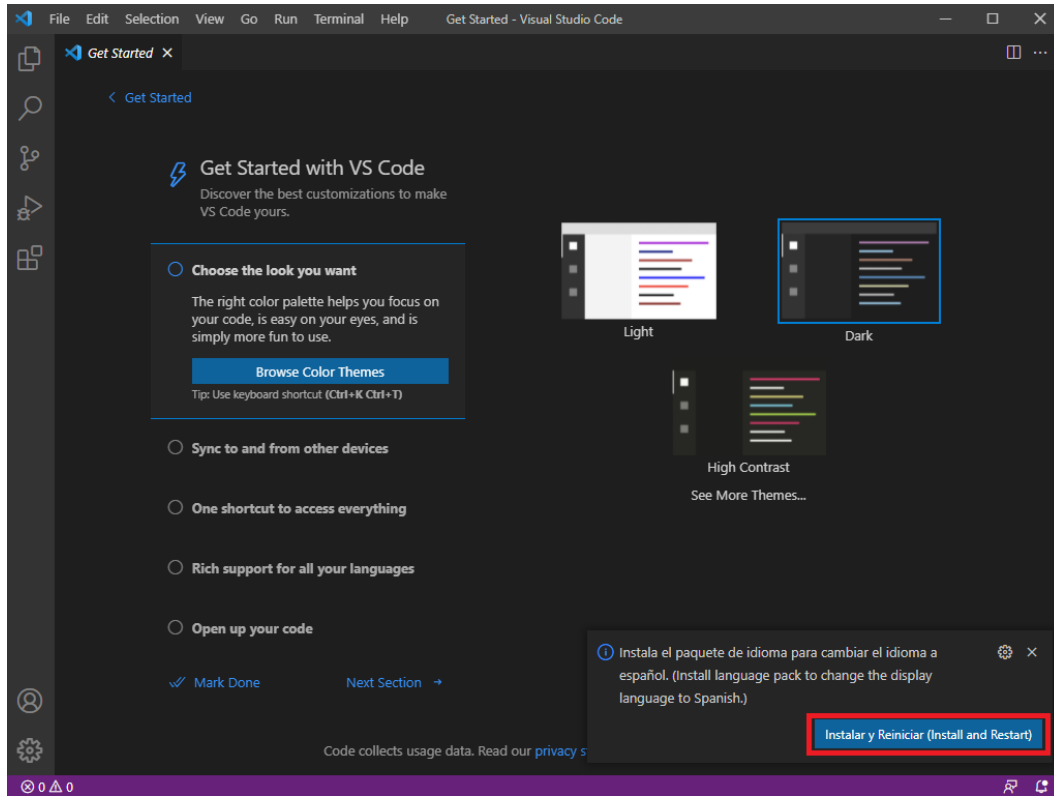 File Edit Selection View Go Run Terminal Help Get Started - Visual Studio Code
Get Started
Get Started
Get Started with VS Code
Discover the best customizations to make
VS Code yours.
Choose the look you want
The right color palette helps you focus on
your code, is easy on your eyes, and is
simply more fun to use.
Browse Color Themes
Tip: Use keyboard shortcut (Ctrl+K Ctrl+T)
Sync to and from other devices
One shortcut to access everything
Rich support for all your languages
Open up your code
Mark Done Next Section
Light
Dark
High Contrast
See More Themes...
Instala el paquete de idioma para cambiar el idioma a
español. (Install language pack to change the display
language to Spanish.)
Instalar y Reiniciar (Install and Restart)
Code collects usage data. Read our privacy s
0 0